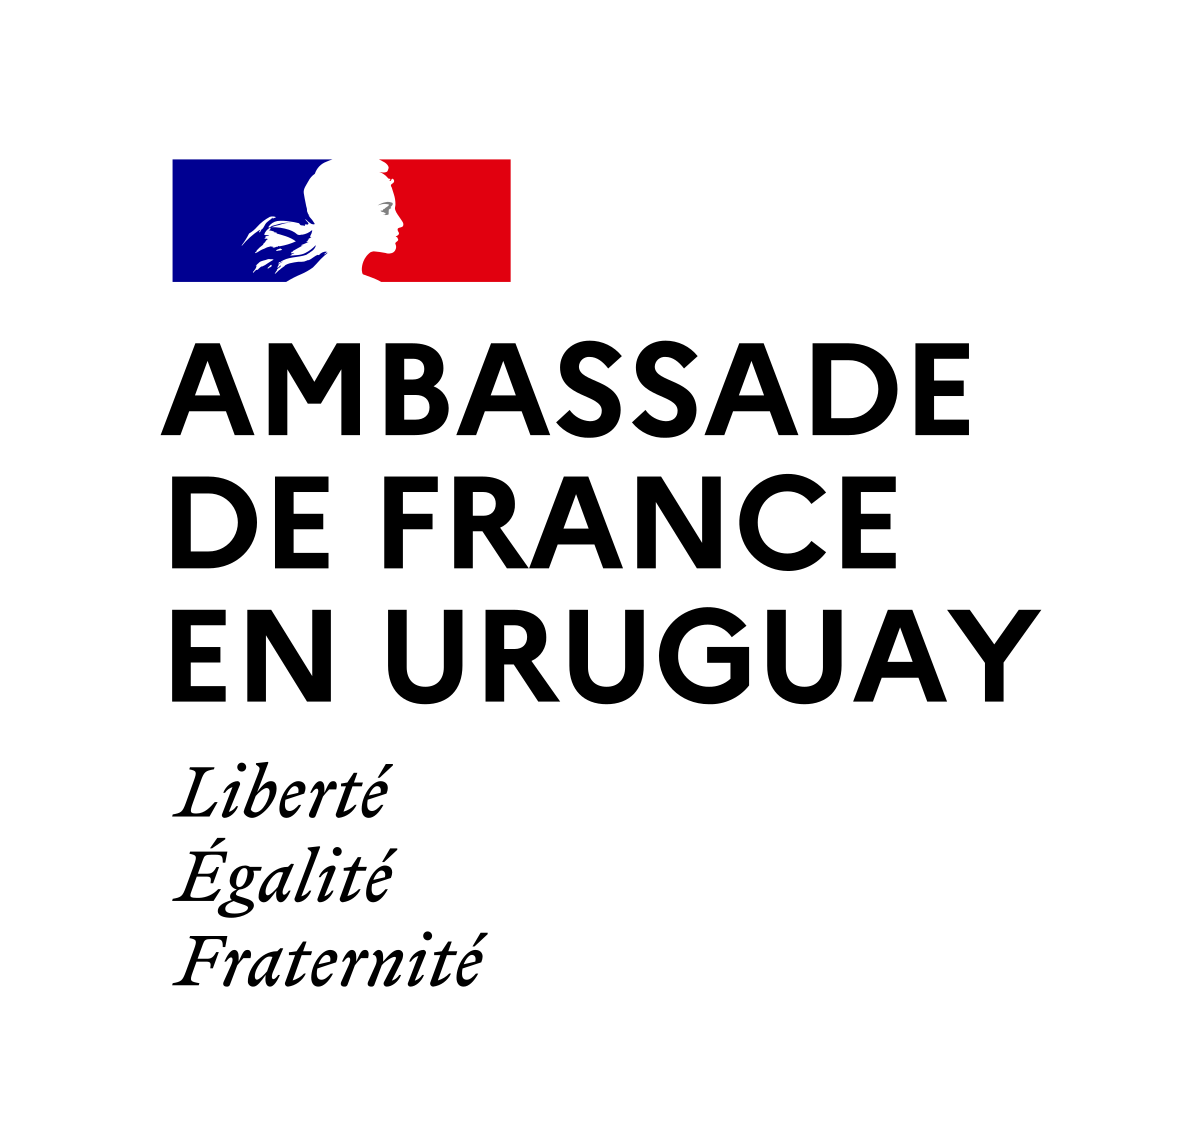 AMBASSADE
DE FRANCE
EN URUGUAY
Liberté
Égalité
Fraternité